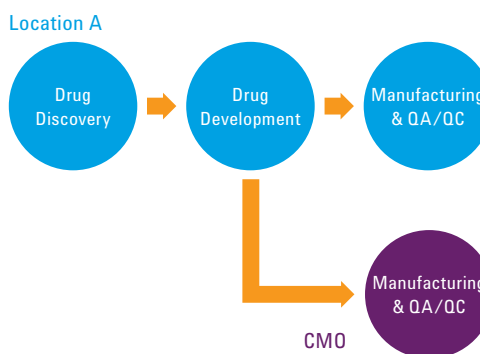 Location A
Drug
Discovery
Drug
Development
Manufacturing
& QA/QC
Manufacturing
& QA/QC
CMO